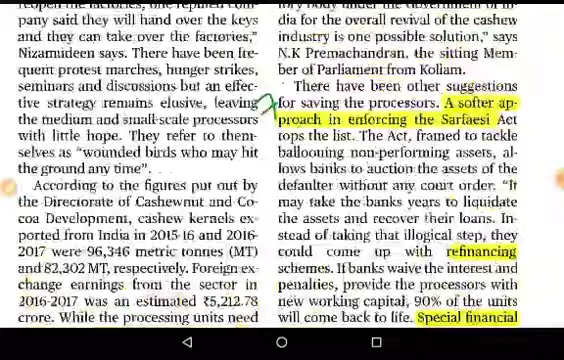 reopen the factories, one repined com-
pany said they will hand over the keys
and they can take over the factories,”
Nizamudeen says. There have been fre-
quent protest marches, hunger strikes,
seminars and discussions but an effec-
tive strategy remains elusive, leaving
the medium and small-scale processors
with little hope. They refer to them-
selves as “wounded birds who may hit
the ground any time”.
According to the figures put out by
the Directorate of Cashewnut and Co-
coa Development, cashew kernels ex-
ported from India in 2015-16 and 2016-
2017 were 96,346 metric tonnes (MT)
and 82,302 MT, respectively. Foreign ex-
change earnings from the sector in
2016-2017 was an estimated ₹5,212.78
crore. While the processing units need
dia for the overall revival of the cashew
industry is one possible solution,” says
N.K Premachandran, the sitting Mem-
ber of Parliament from Kollam.
There have been other suggestions
for saving the processors. A softer ap-
proach in enforcing the Sarfaesi Act
tops the list. The Act, framed to tackle
ballooning non-performing assets, al-
lows banks to auction the assets of the
defaulter without any court order. “It
may take the banks years to liquidate
the assets and recover their loans. In-
stead of taking that illogical step, they
could come up with refinancing
schemes. If banks waive the interest and
penalties, provide the processors with
new working capital, 90% of the units
will come back to life. Special financial